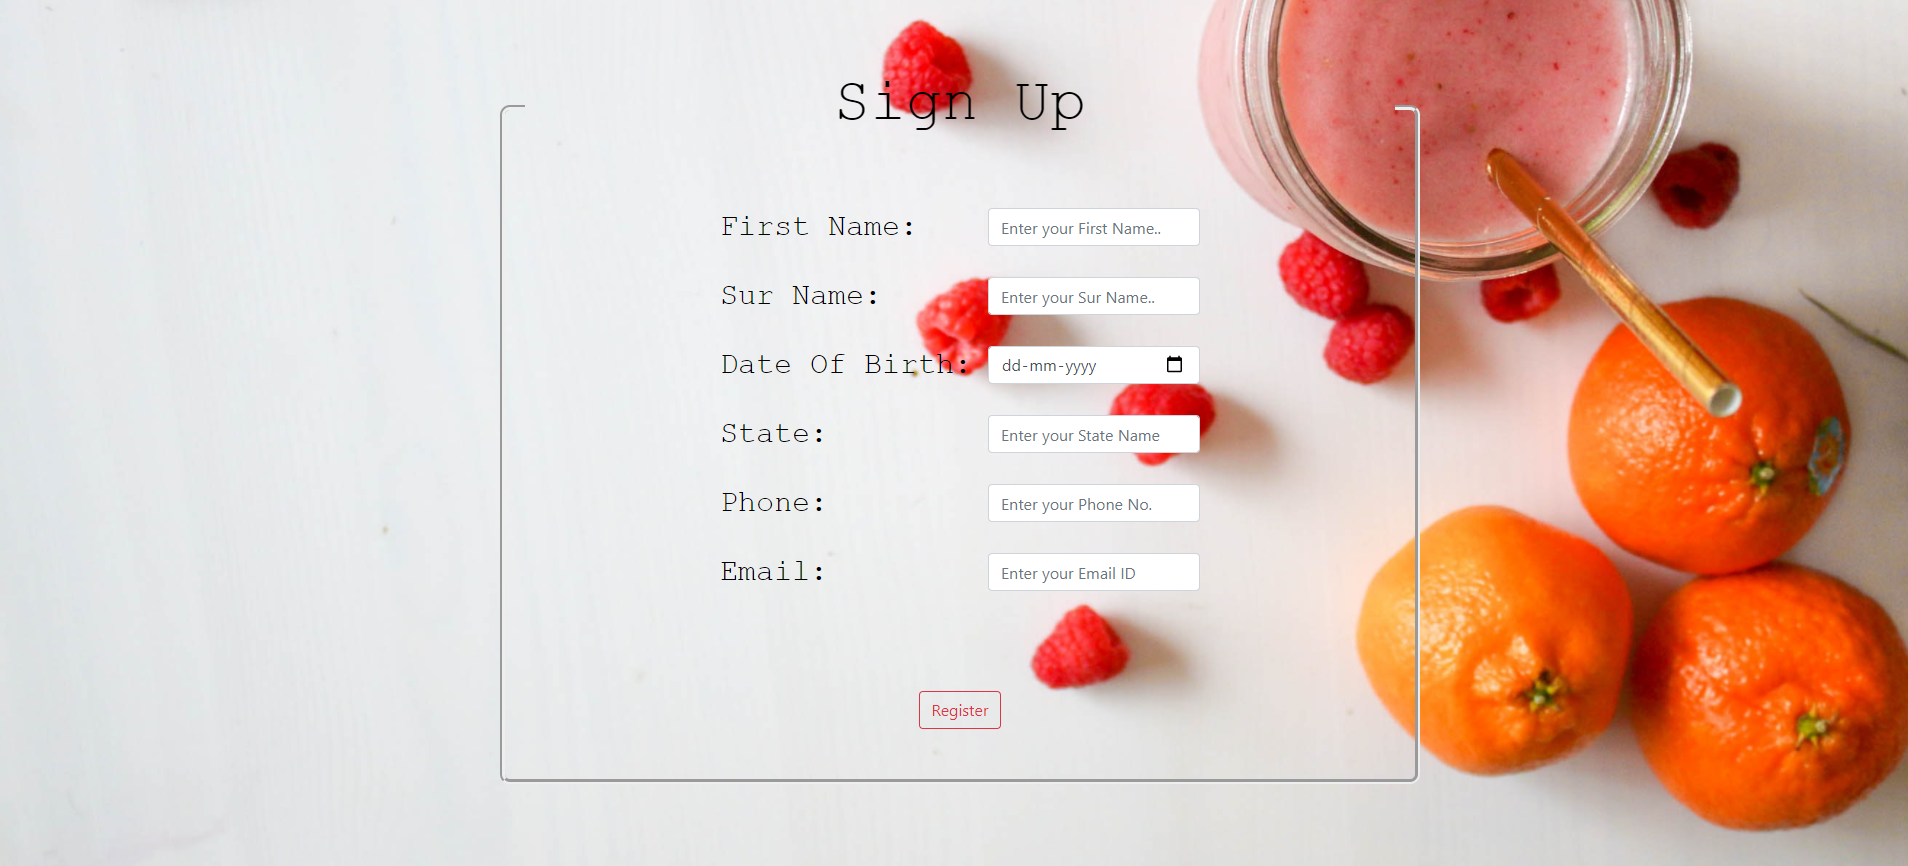 Sign Up
First Name: Enter your First Name..
Sur Name: Enter your Sur Name..
Date Of Birth: dd-mm-yyyy
State: Enter your State Name
Phone: Enter your Phone No.
Email: Enter your Email ID
Register